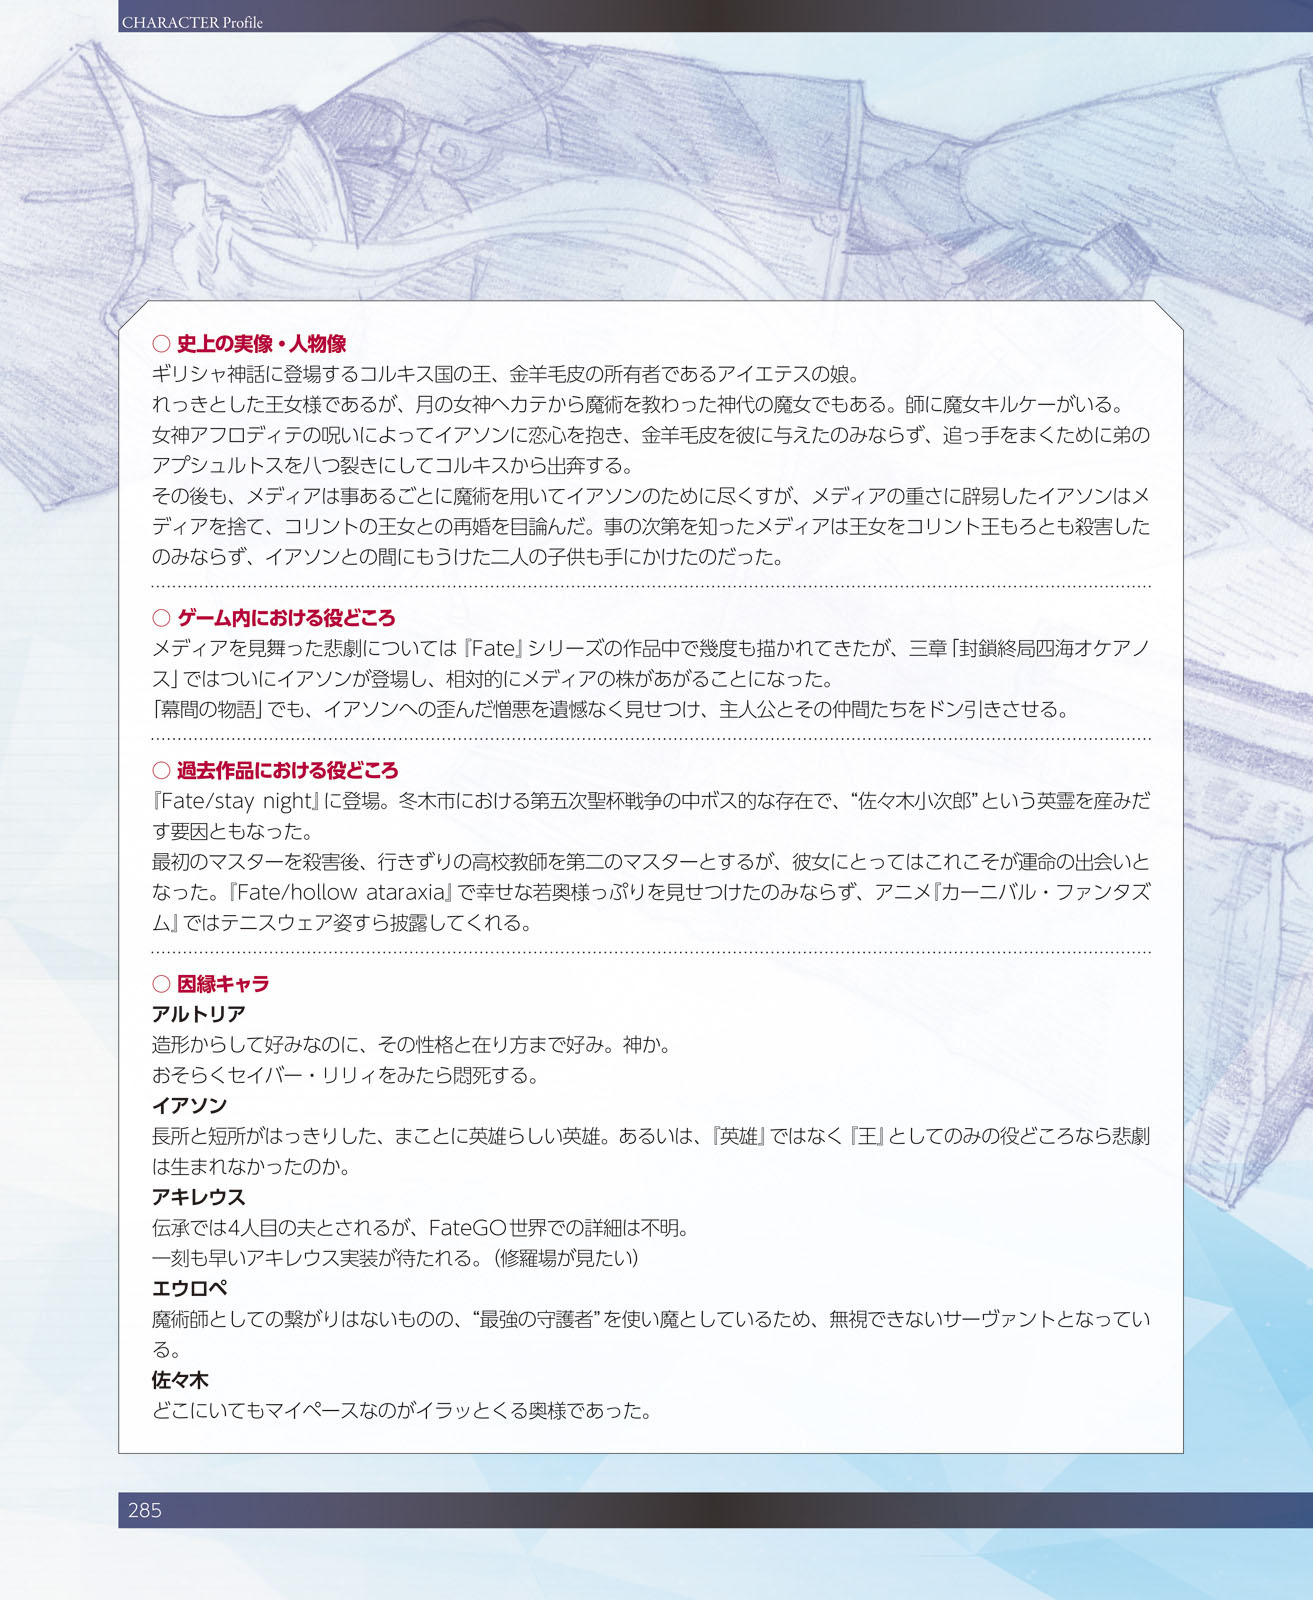 CHARACTER Profile
○ 史上の実像・人物像
ギリシャ神話に登場するコルキス国の王、金羊毛皮の所有者であるアイエテスの娘。
れっきとした王女様であるが、月の女神ヘカテから魔術を教わった神代の魔女でもある。師に魔女キルケーがいる。
女神アフロディテの呪いによってイアソンに恋心を抱き、金羊毛皮を彼に与えたのみならず、追っ手をまくために弟の
アプシュルトスを八つ裂きにしてコルキスから出奔する。
その後も、メディアは事あるごとに魔術を用いてイアソンのために尽くすが、メディアの重さに辟易したイアソンはメ
ディアを捨て、コリントの王女との再婚を目論んだ。事の次第を知ったメディアは王女をコリント王もろとも殺害した
のみならず、イアソンとの間にもうけた二人の子供も手にかけたのだった。
○ ゲーム内における役どころ
メディアを見舞った悲劇については『Fate』シリーズの作品中で幾度も描かれてきたが、三章「封鎖終局四海オケアノ
ス」ではついにイアソンが登場し、相対的にメディアの株があがることになった。
「幕間の物語」でも、イアソンへの歪んだ憎悪を遺憾なく見せつけ、主人公とその仲間たちをドン引きさせる。
○ 過去作品における役どころ
『Fate/stay night』に登場。冬木市における第五次聖杯戦争の中ボス的な存在で、“佐々木小次郎”という英霊を産みだ
す要因ともなった。
最初のマスターを殺害後、行きずりの高校教師を第二のマスターとするが、彼女にとってはこれこそが運命の出会いと
なった。『Fate/hollow ataraxia』で幸せな若奥様っぷりを見せつけたのみならず、アニメ『カーニバル・ファンタズ
ム』ではテニスウェア姿すら披露してくれる。
○ 因縁キャラ
アルトリア
造形からして好みなのに、その性格と在り方まで好み。神か。
おそらくセイバー・リリィをみたら悶死する。
イアソン
長所と短所がはっきりした、まことに英雄らしい英雄。あるいは、『英雄』ではなく『王』としてのみの役どころなら悲劇
は生まれなかったのか。
アキレウス
伝承では4人目の夫とされるが、FateGO世界での詳細は不明。
一刻も早いアキレウス実装が待たれる。（修羅場が見たい）
エウロペ
魔術師としての繋がりはないものの、“最強の守護者”を使い魔としているため、無視できないサーヴァントとなってい
る。
佐々木
どこにいてもマイペースなのがイラッとくる奥様であった。
285